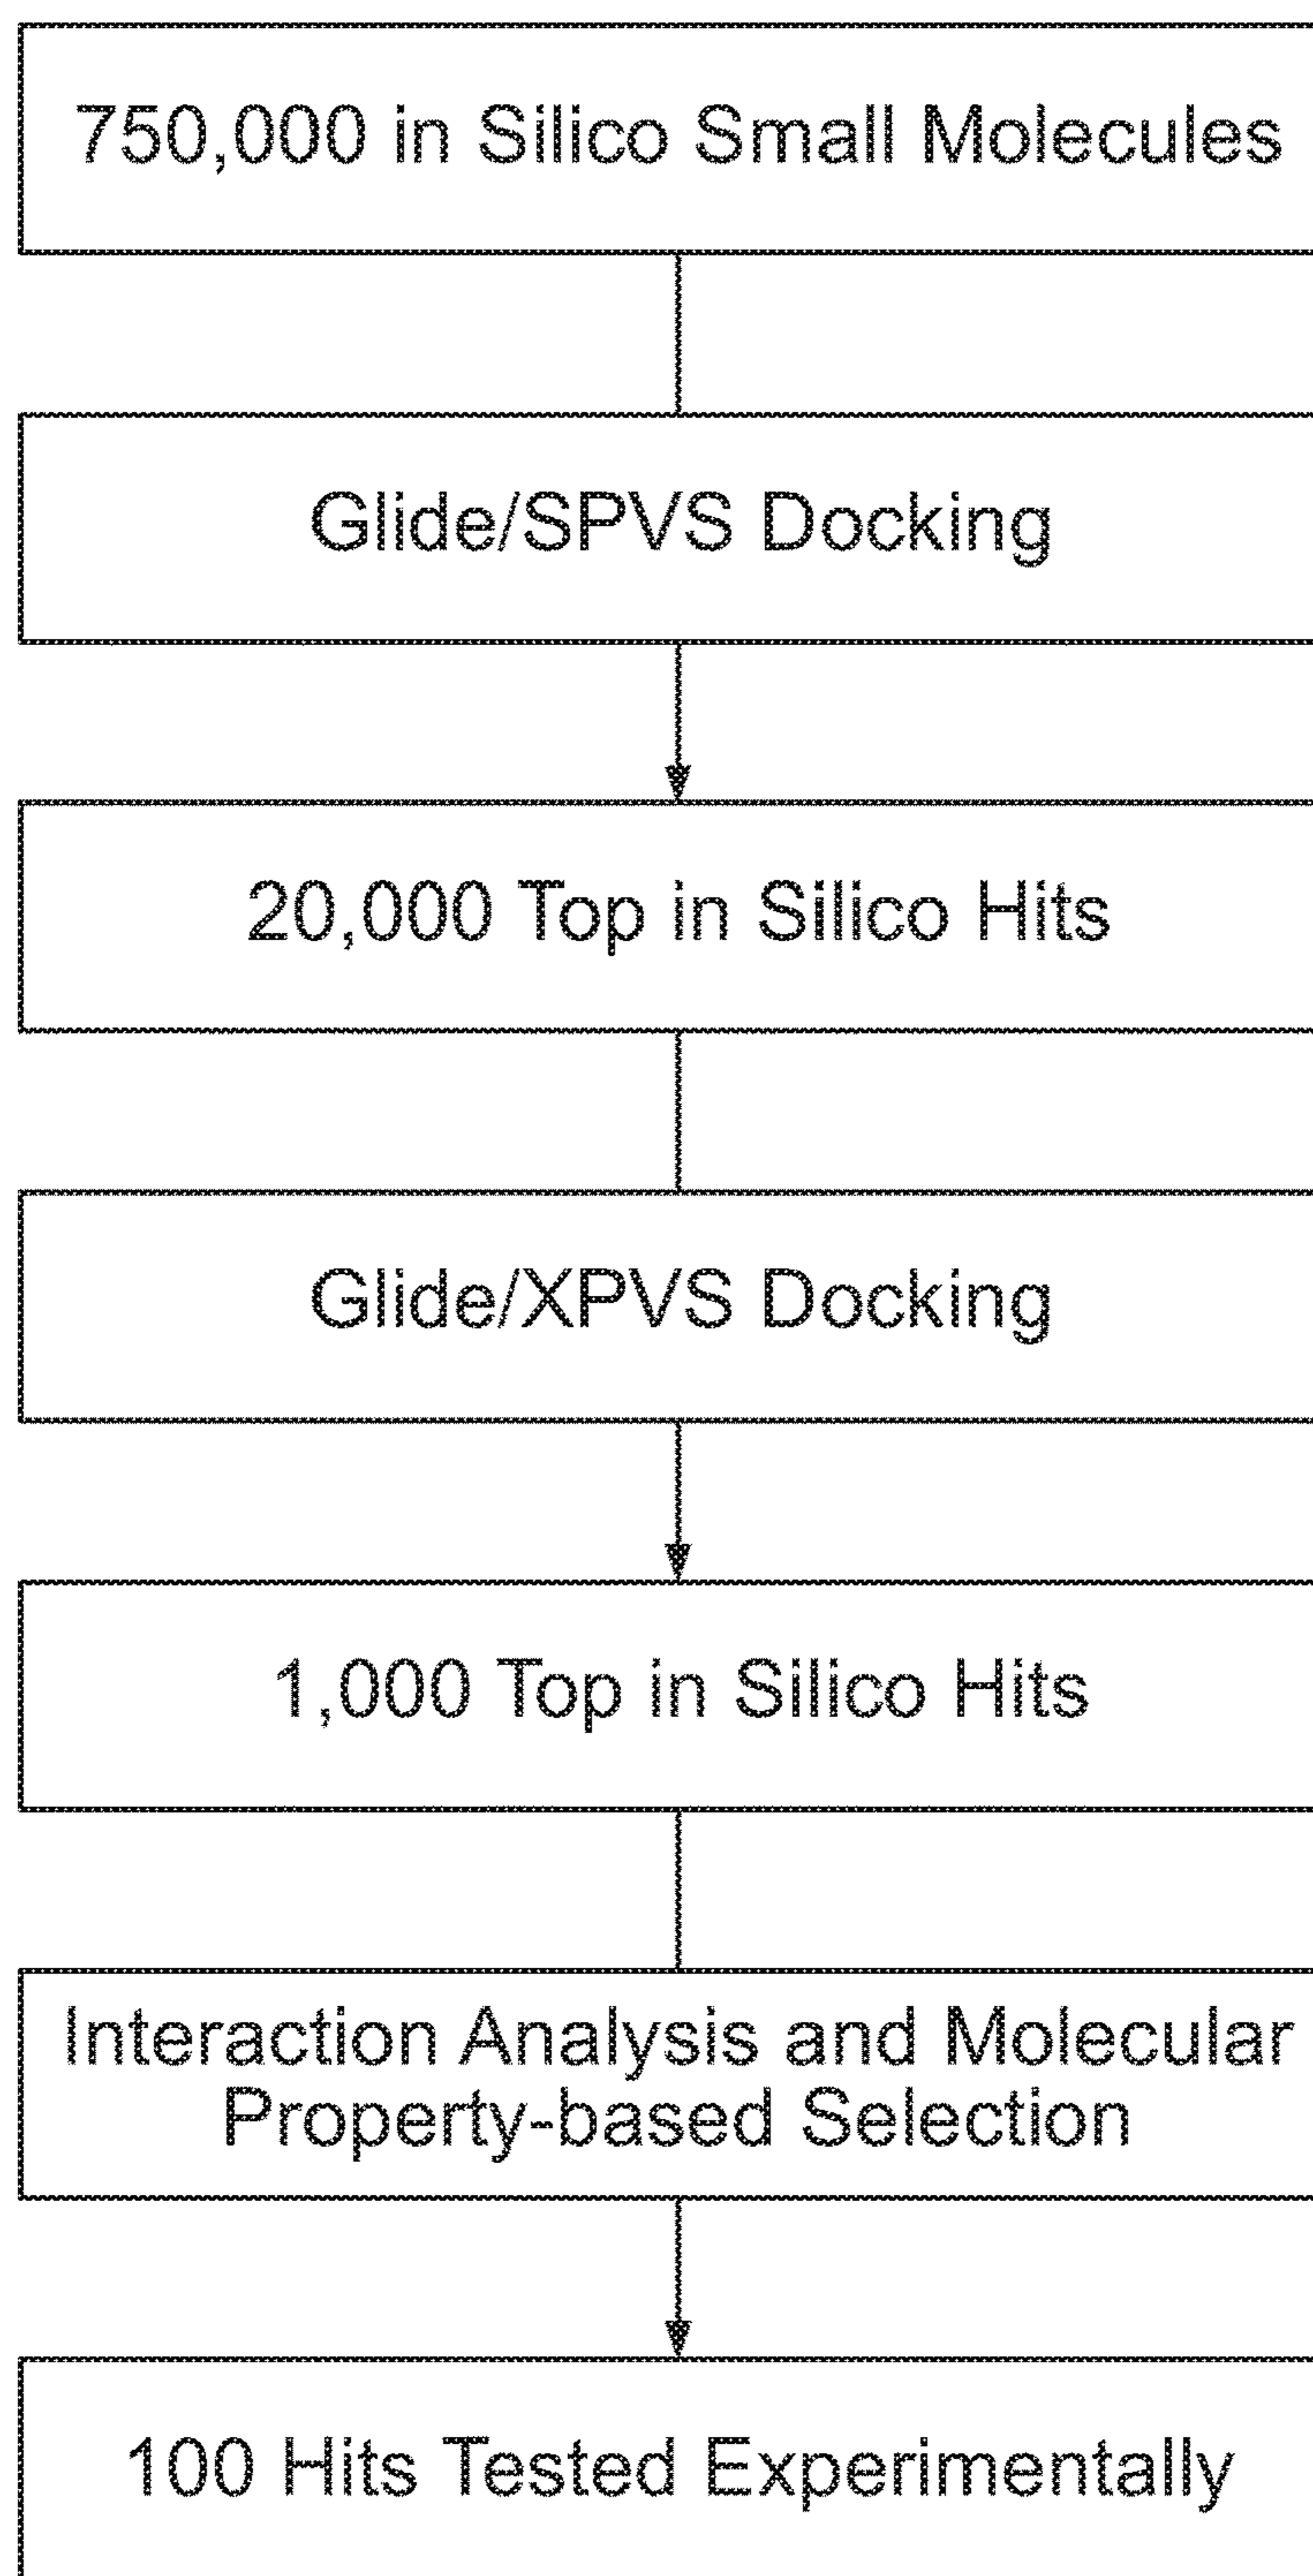 750,000 in Silico Small Molecules
Glide/SPVS Docking
20,000 Top in Silico Hits
Glide/XPVS Docking
1,000 Top in Silico Hits
Interaction Analysis and Molecular
Property-based Selection
100 Hits Tested Experimentally